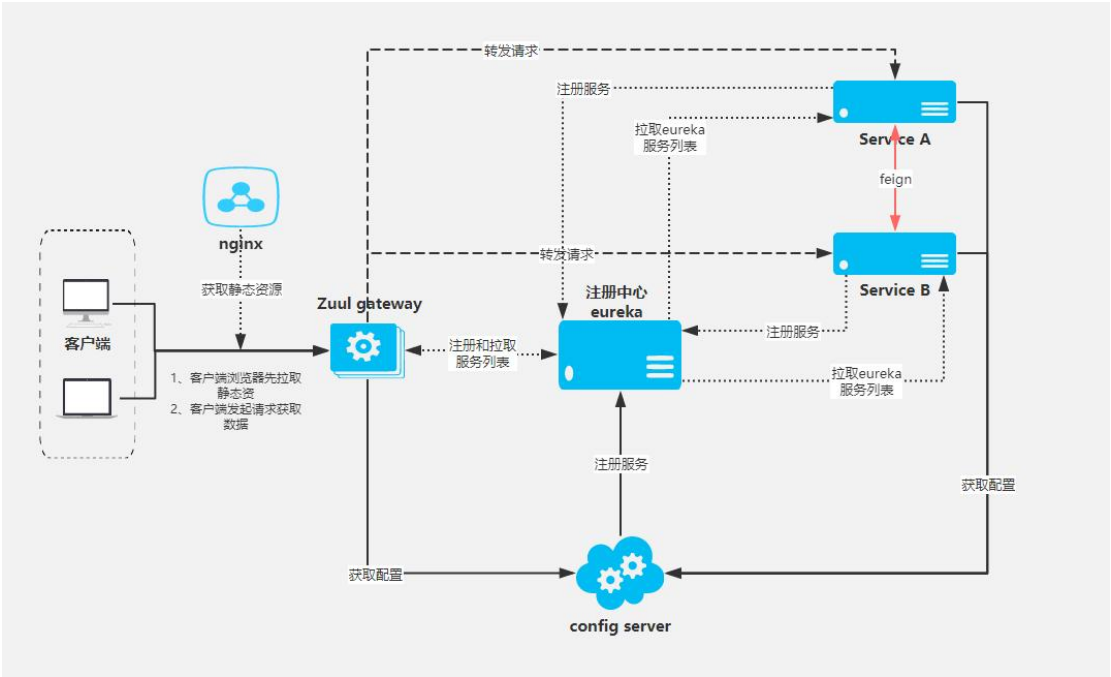 转发请求
注册服务
拉取eureka
服务列表
Service A
feign
nginx
获取静态资源
转发请求
Service B
注册中心
eureka
Zuul gateway
注册服务
客户端
注册和拉取
服务列表
1、客户端浏览器先拉取
静态资
2、客户端发起请求获取
数据
拉取eureka
服务列表
注册服务
获取配置
获取配置
config server